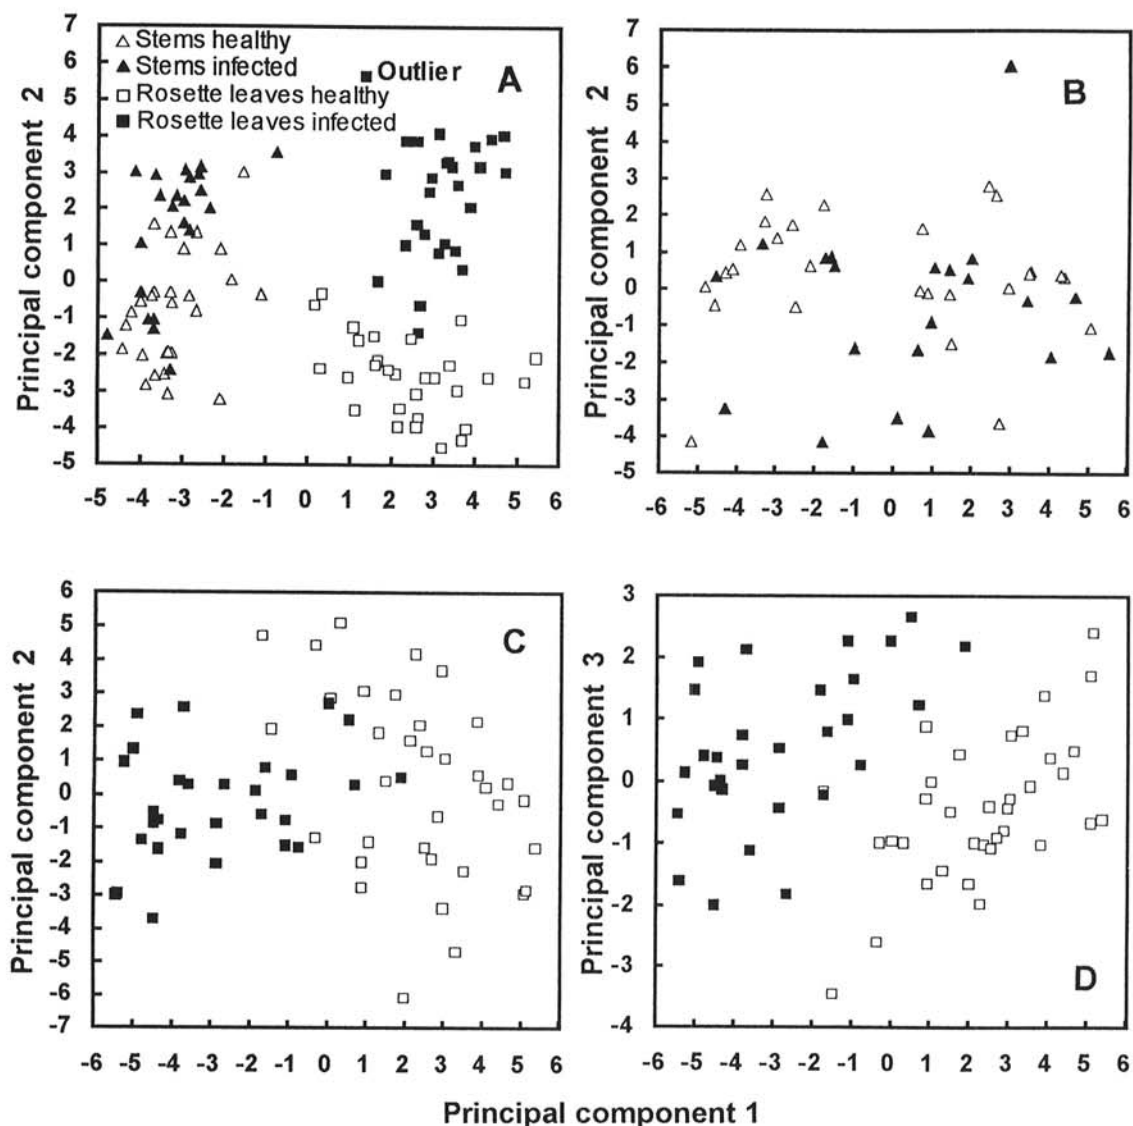 7
6
5
4
3
2
1
0
-1
-2
-3
-4
-5
Principal component 2
Stems healthy
Stems infected
Rosette leaves healthy
Rosette leaves infected
Outlier
A
-5 -4 -3 -2 -1 0 1 2 3 4 5 6
7
6
5
4
3
2
1
0
-1
-2
-3
-4
-5
Principal component 2
B
-6 -5 -4 -3 -2 -1 0 1 2 3 4 5 6
6
5
4
3
2
1
0
-1
-2
-3
-4
-5
-6
-7
Principal component 2
C
-6 -5 -4 -3 -2 -1 0 1 2 3 4 5 6
3
2
1
0
-1
-2
-3
-4
Principal component 3
D
-6 -5 -4 -3 -2 -1 0 1 2 3 4 5 6
Principal component 1